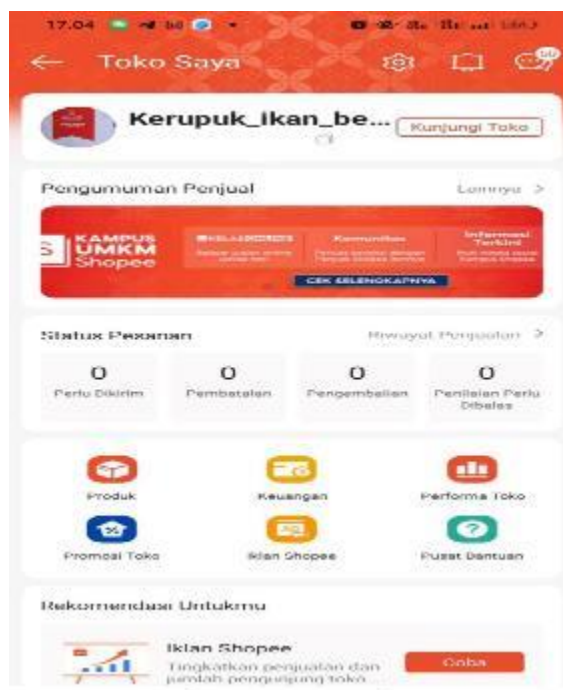 17.04
Toko Saya
Kerupuk_ikan_be...
Kunjungi Toko
Pengumuman Penjual
Lainnya >
S KAMPUS UMKM Shopee
Komunitas
Informasi Terkini
CEK SELENGKAPNYA
Status Pesanan
Riwayat Penjualan >
0 0 0 0
Perlu Dikirim Pembatalan Pengembalian Penilaian Perlu Dibalas
Produk Keuangan Performa Toko
Promosi Toko Iklan Shopee Pusat Bantuan
Rekomendasi Untukmu
Iklan Shopee
Tingkatkan penjualan dan
jumlah pengunjung toko
Coba